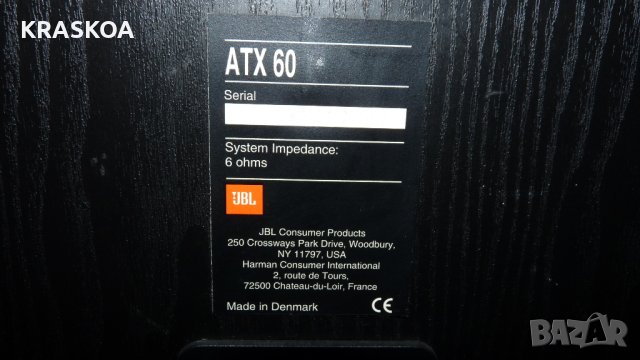 KRASKOA
ATX 60
Serial
System Impedance:
6 ohms
JBL
JBL Consumer Products
250 Crossways Park Drive, Woodbury,
NY 11797, USA
Harman Consumer International
2, route de Tours,
72500 Chateau-du-Loir, France
Made in Denmark CE
BAZAR